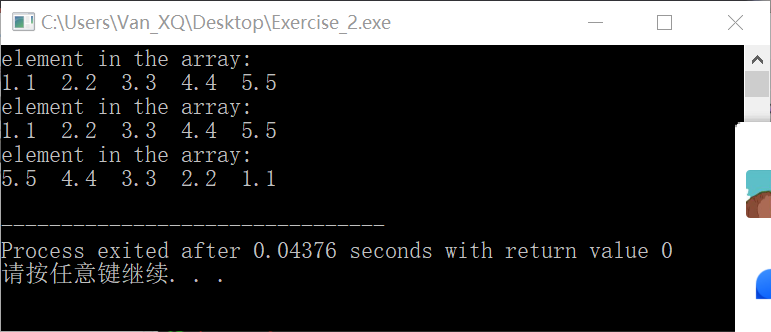 C:\Users\Van_XQ\Desktop\Exercise_2.exe
element in the array:
1.1  2.2  3.3  4.4  5.5
element in the array:
1.1  2.2  3.3  4.4  5.5
element in the array:
5.5  4.4  3.3  2.2  1.1
--------------------------------
Process exited after 0.04376 seconds with return value 0
请按任意键继续. . .